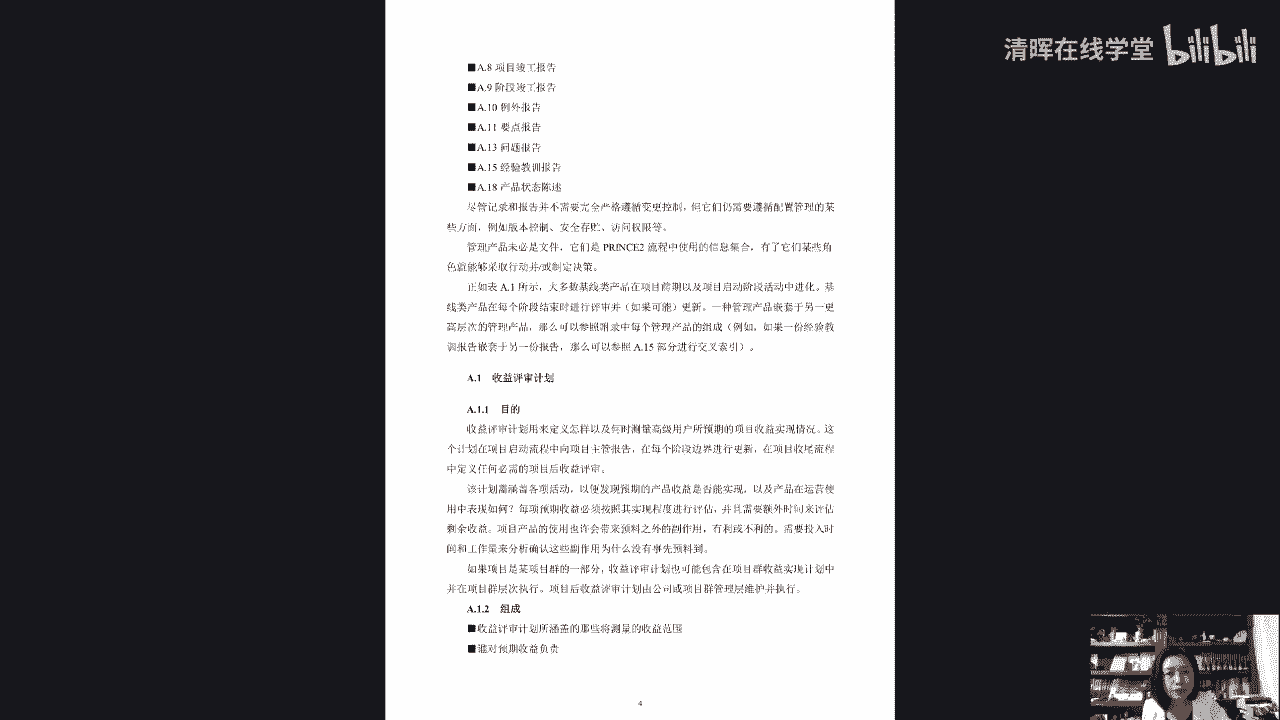 清晖在线学堂 bilibili
■A.8 项目竣工报告
■A.9 阶段竣工报告
■A.10 例外报告
■A.11 要点报告
■A.13 问题报告
■A.15 经验教训报告
■A.18 产品状态陈述
尽管记录和报告并不需要完全严格遵循变更控制，但它们仍需要遵循配置管理的某
些方面，例如版本控制、安全存贮、访问权限等。
管理产品未必是文件，它们是 PRINCE2 流程中使用的信息集合，有了它们某些角
色就能够采取行动并/或制定决策。
正如表 A.1 所示，大多数基线类产品在项目前期以及项目启动阶段活动中进化。基
线类产品在每个阶段结束时进行评审并（如果可能）更新。一种管理产品嵌套于另一更
高层次的管理产品，那么可以参照附录中每个管理产品的组成（例如，如果一份经验教
训报告嵌套于另一份报告，那么可以参照 A.15 部分进行交叉索引）。
A.1 收益评审计划
A.1.1 目的
收益评审计划用来定义怎样以及何时测量高级用户所预期的项目收益实现情况。这
个计划在项目启动流程中向项目主管报告，在每个阶段边界进行更新，在项目收尾流程
中定义任何必需的项目后收益评审。
该计划需涵盖各项活动，以便发现预期的产品收益是否能实现，以及产品在运营使
用中表现如何？每项预期收益必须按照其实现程度进行评估，并且需要额外时间来评估
剩余收益。项目产品的使用也许会带来预料之外的副作用，有利或不利的。需要投入时
间和工作量来分析确认这些副作用为什么没有事先预料到。
如果项目是某项目群的一部分，收益评审计划也可能包含在项目群收益实现计划中
并在项目群层次执行。项目后收益评审计划由公司或项目群管理层维护并执行。
A.1.2 组成
■收益评审计划所涵盖的那些将测量的收益范围
■谁对预期收益负责
4